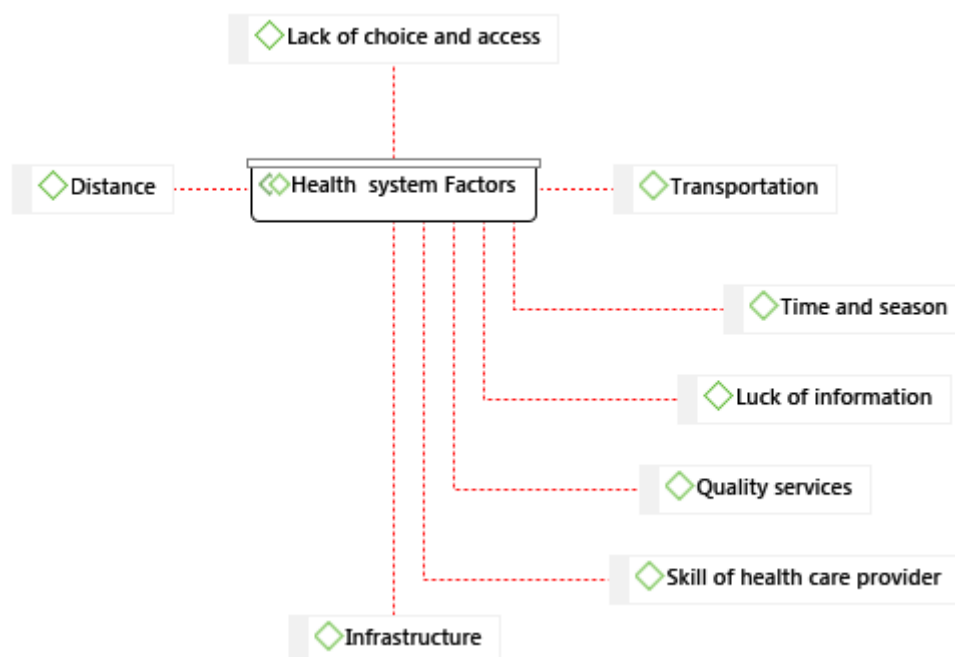 Lack of choice and access
Distance
Health system Factors
Transportation
Time and season
Luck of information
Quality services
Skill of health care provider
Infrastructure